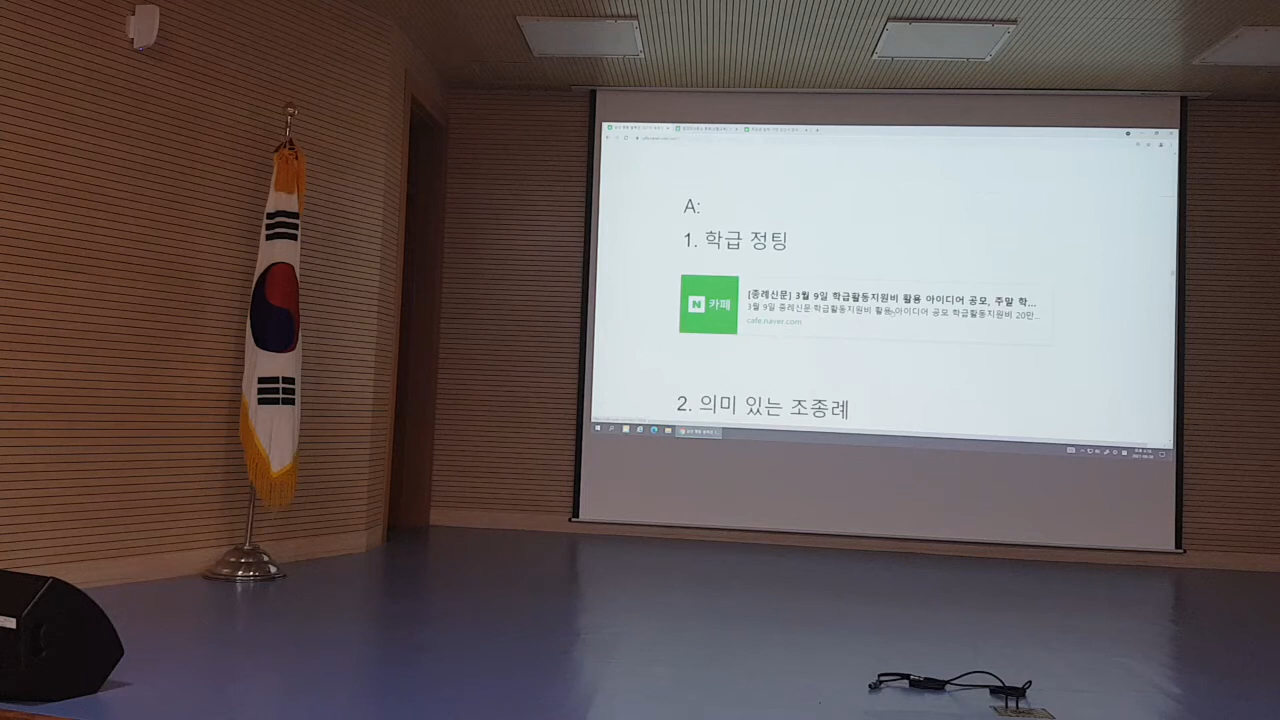 A:
1. 학급 정팅
N 카페
[종례신문] 3월 9일 학급활동지원비 활용 아이디어 공모, 주말 학...
3월 9일 종례신문 학급활동지원비 활용 아이디어 공모 학급활동지원비 20만...
cafe.naver.com
2. 의미 있는 조종례